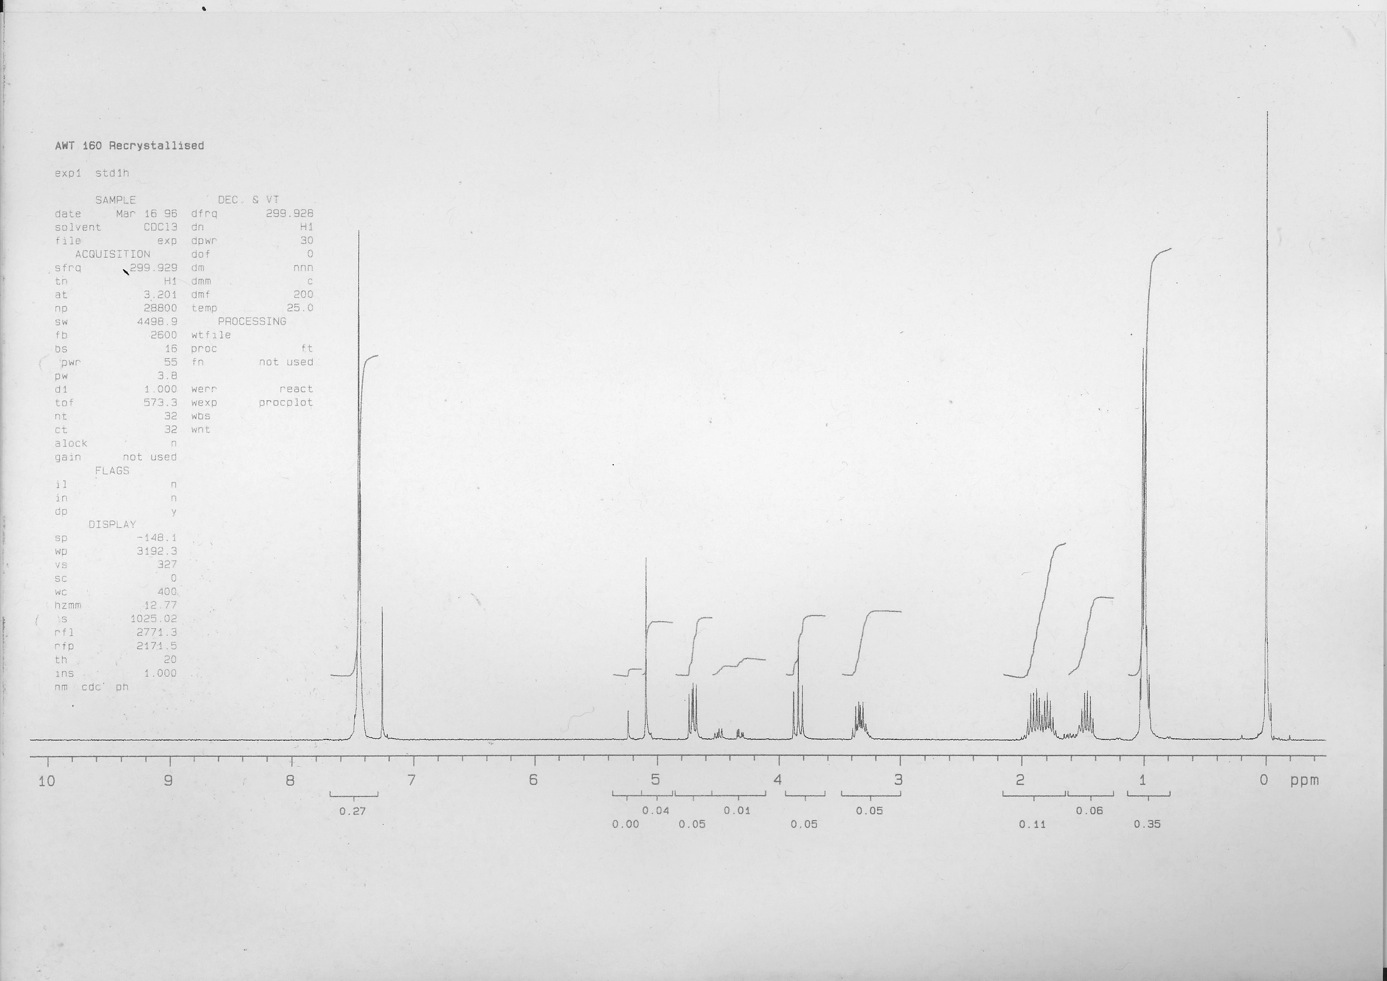 AWT 160 Recrystallised
exp1 std1h
SAMPLE DEC. & VT
date Mar 16 96 dfrq 299.928
solvent CDCl3 dn H1
file exp dpwr 30
ACQUISITION dof 0
sfrq 299.929 dm nnn
tn H1 dmm c
at 3.201 dmf 200
np 28800 temp 25.0
sw 4498.9 PROCESSING
fb 2600 wtfile
bs 16 proc ft
pwr 55 fn not used
pw 3.8
d1 1.000 werr react
tof 573.3 wexp procplot
nt 32 wbs
ct 32 wnt
alock n
gain not used
FLAGS
il n
in n
dp y
DISPLAY
sp -148.1
wp 3192.3
vs 327
sc 0
wc 400
hzmm 12.77
is 1025.02
rfl 2771.3
rfp 2171.5
th 20
ins 1.000
nm cdc ph
10 9 8 7 6 5 4 3 2 1 0 ppm
0.27 0.04 0.01 0.05 0.06
0.00 0.05 0.05 0.11 0.35